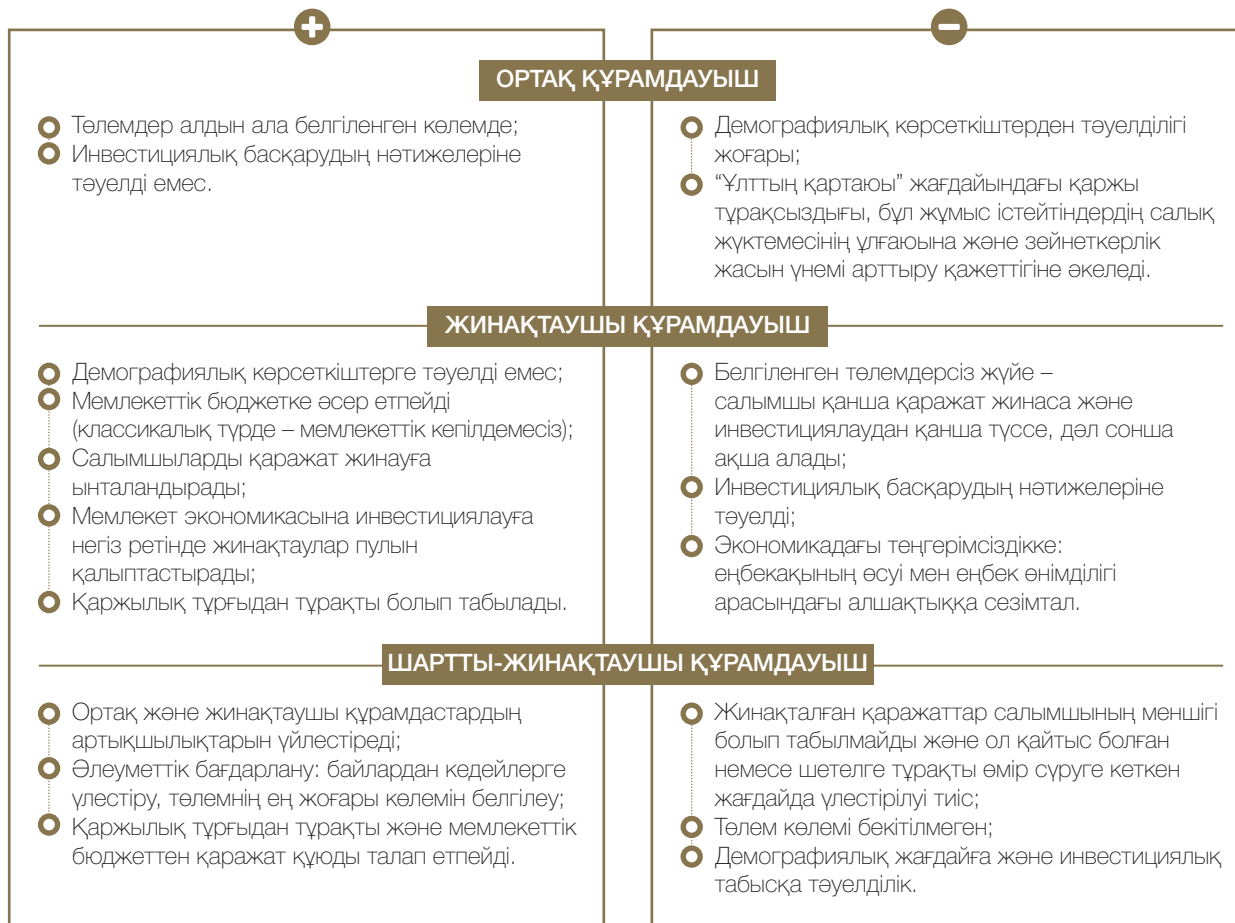 ОРТАҚ ҚҰРАМДАУЫШ
Төлемдер алдын ала белгіленген көлемде;
Инвестициялық басқарудың нәтижелеріне
тәуелді емес.
Демографиялық көрсеткіштерден тәуелділігі
жоғары;
“Ұлттың қартаюы” жағдайындағы қаржы
тұрақсыздығы, бұл жұмыс істейтіндердің салық
жүктемесінің ұлғаюына және зейнеткерлік
жасын үнемі арттыру қажеттігіне әкеледі.
ЖИНАҚТАУШЫ ҚҰРАМДАУЫШ
Демографиялық көрсеткіштерге тәуелді емес;
Мемлекеттік бюджетке әсер етпейді
(классикалық түрде – мемлекеттік кепілдемесіз);
Салымшыларды қаражат жинауға
ынталандырады;
Мемлекет экономикасына инвестициялауға
негіз ретінде жинақтаулар пулын
қалыптастырады;
Қаржылық тұрғыдан тұрақты болып табылады.
Белгіленген төлемдерсіз жүйе –
салымшы қанша қаражат жинаса және
инвестициялаудан қанша түссе, дәл сонша
ақша алады;
Инвестициялық басқарудың нәтижелеріне
тәуелді;
Экономикадағы теңгерімсіздікке:
еңбекақының өсуі мен еңбек өнімділігі
арасындағы алшақтыққа сезімтал.
ШАРТТЫ-ЖИНАҚТАУШЫ ҚҰРАМДАУЫШ
Ортақ және жинақтаушы құрамдастардың
артықшылықтарын үйлестіреді;
Әлеуметтік бағдарлану: байлардан кедейлерге
үлестіру, төлемнің ең жоғары көлемін белгілеу;
Қаржылық тұрғыдан тұрақты және мемлекеттік
бюджеттен қаражат құюды талап етпейді.
Жинақталған қаражаттар салымшының меншігі
болып табылмайды және ол қайтыс болған
немесе шетелге тұрақты өмір сүруге кеткен
жағдайда үлестірілуі тиіс;
Төлем көлемі бекітілмеген;
Демографиялық жағдайға және инвестициялық
табысқа тәуелділік.